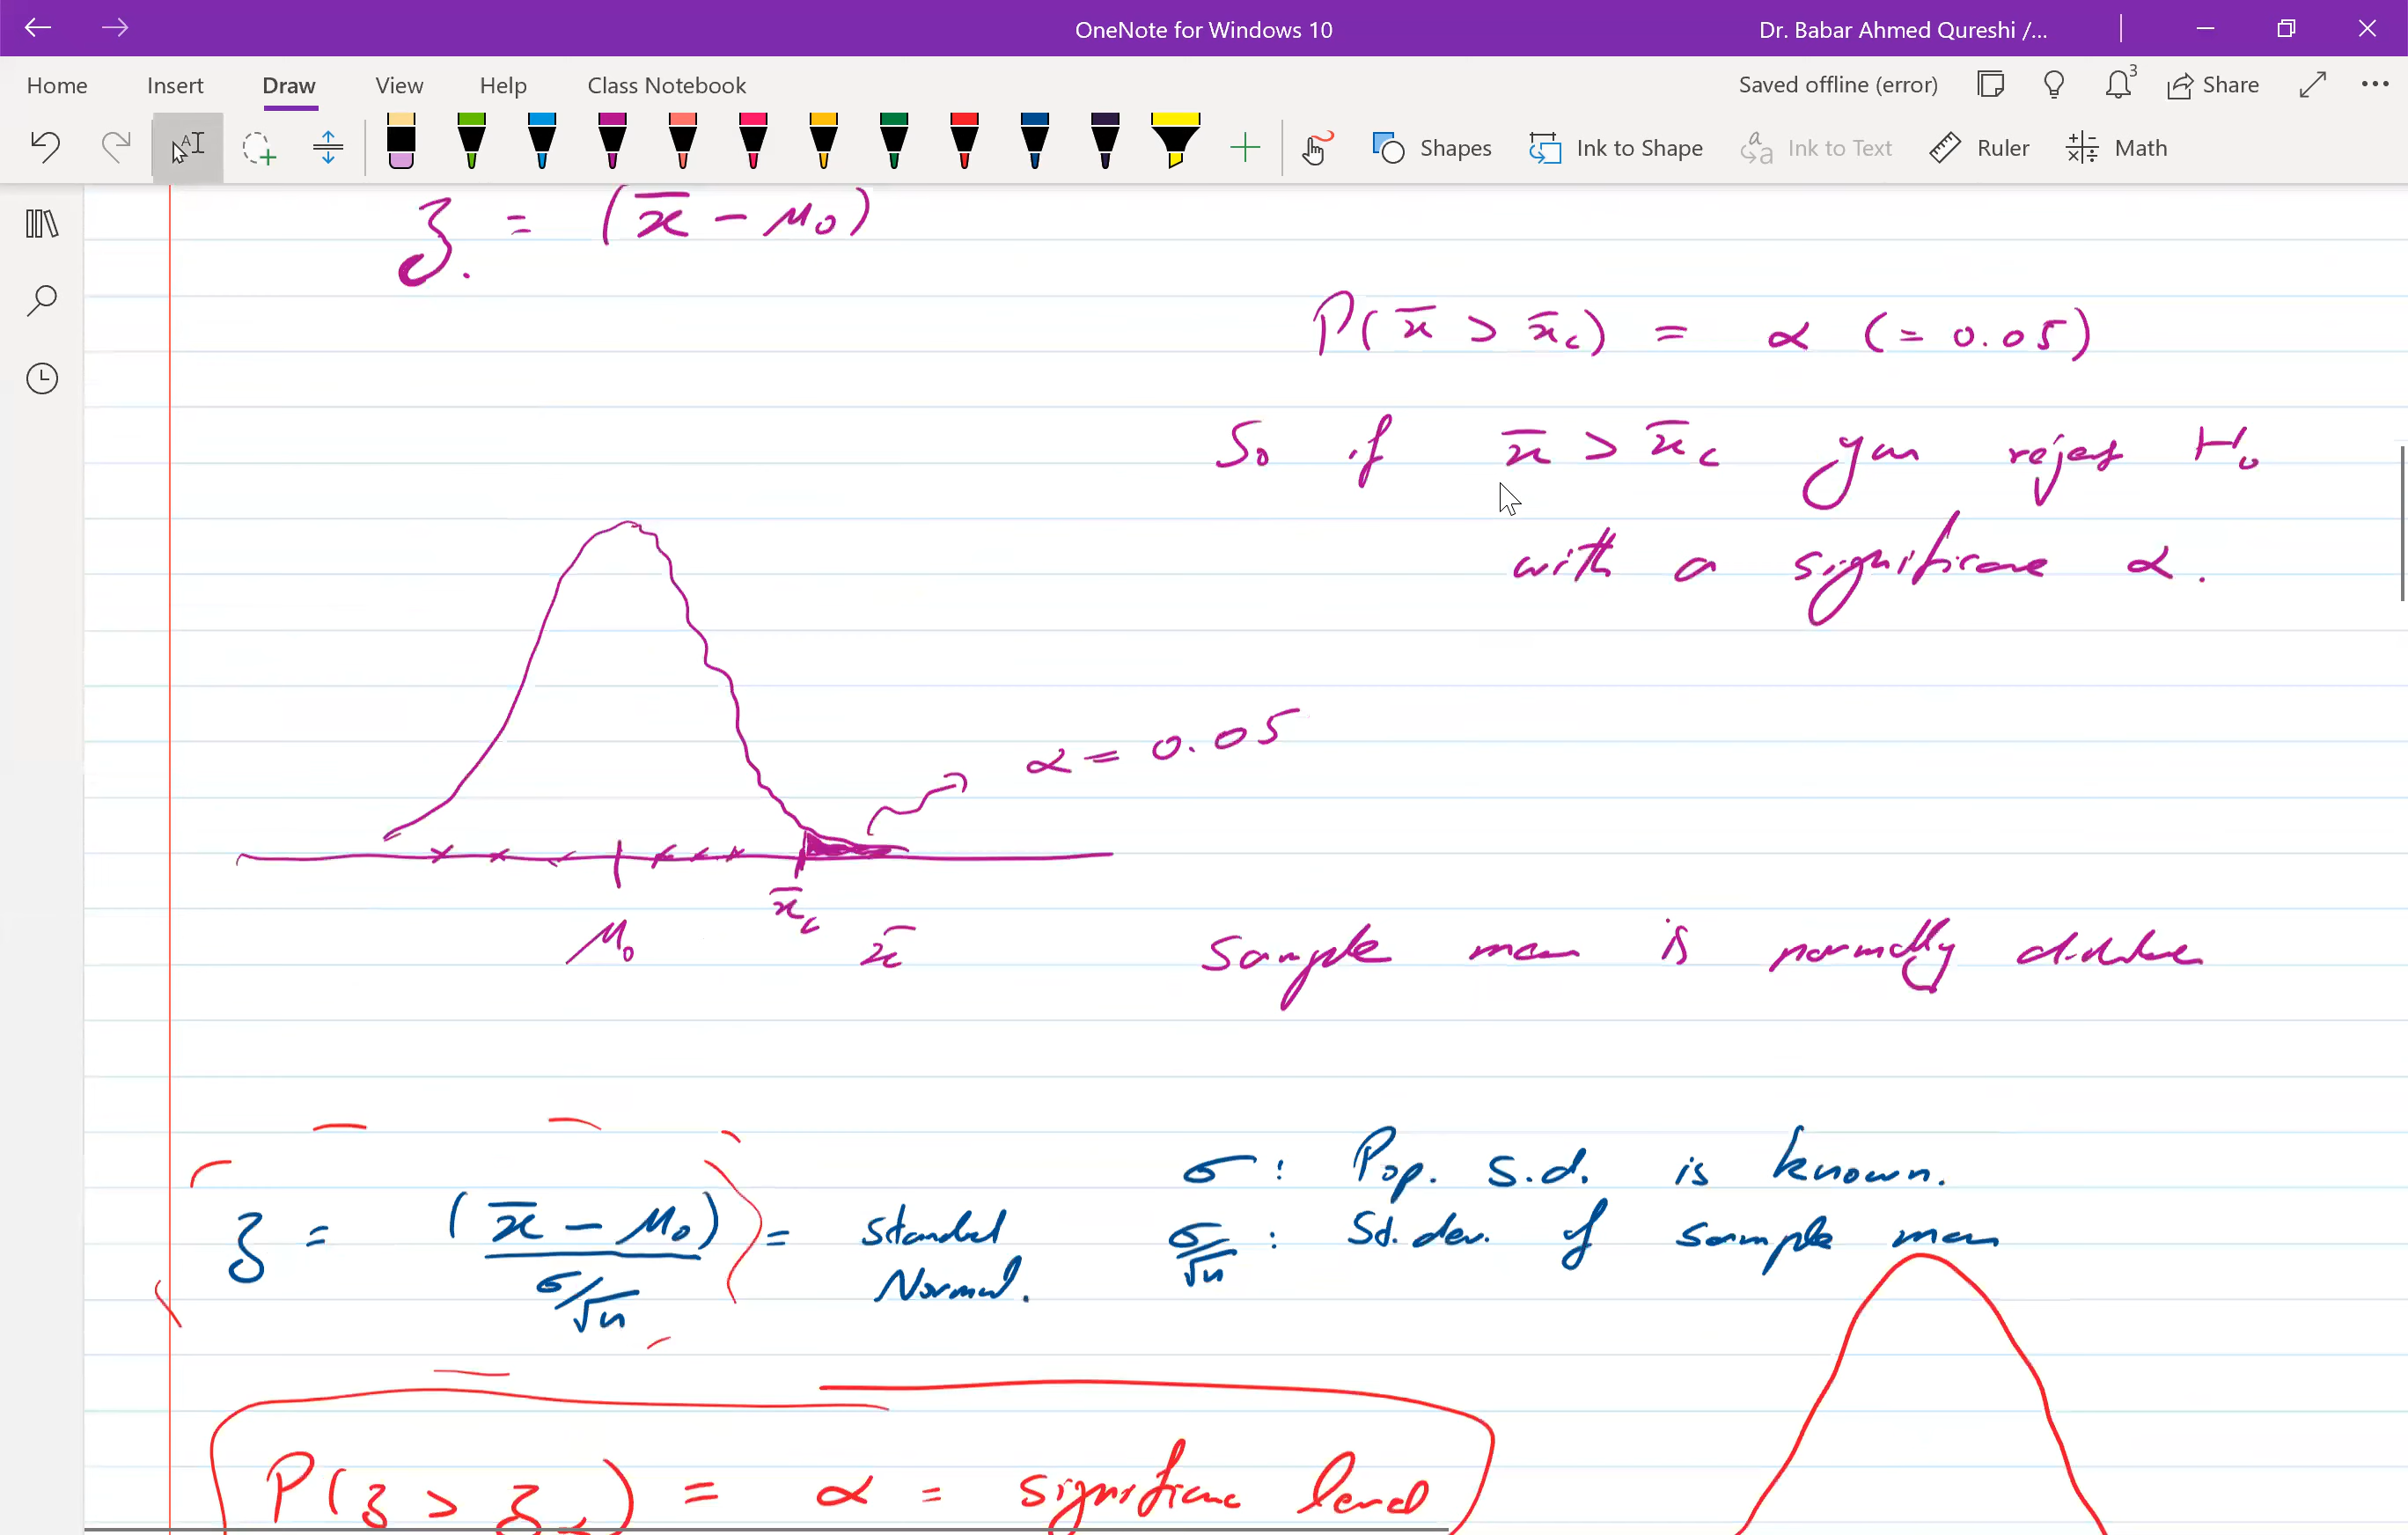 OneNote for Windows 10
Dr. Babar Ahmed Qureshi /...
Home Insert Draw View Help Class Notebook
Saved offline (error) 3 Share
Shapes Ink to Shape Ink to Text Ruler Math
z. = (x̄ - μ₀)
P(x̄ > x̄c) = α (= 0.05)
So if x̄ > x̄c you reject H₀
with a significance α.
α = 0.05
x̄c
μ₀ x̄
Sample mean is normally
σ : Pop. s.d. is known.
z = (x̄ - μ₀) / (σ/√n) = Standard Normal.
σ/√n : St. dev. of sample mean
P(z > zα) = α = significance level